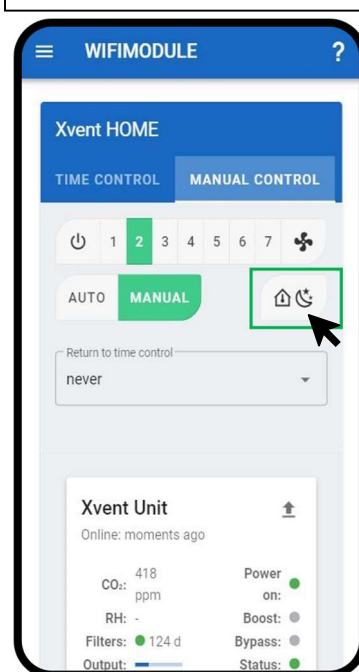 WIFIMODULE ?
Xvent HOME
TIME CONTROL MANUAL CONTROL
1 2 3 4 5 6 7
AUTO MANUAL
Return to time control
never
Xvent Unit
Online: moments ago
CO₂: 418 ppm Power on:
RH: - Boost:
Filters: 124 d Bypass:
Output: Status: